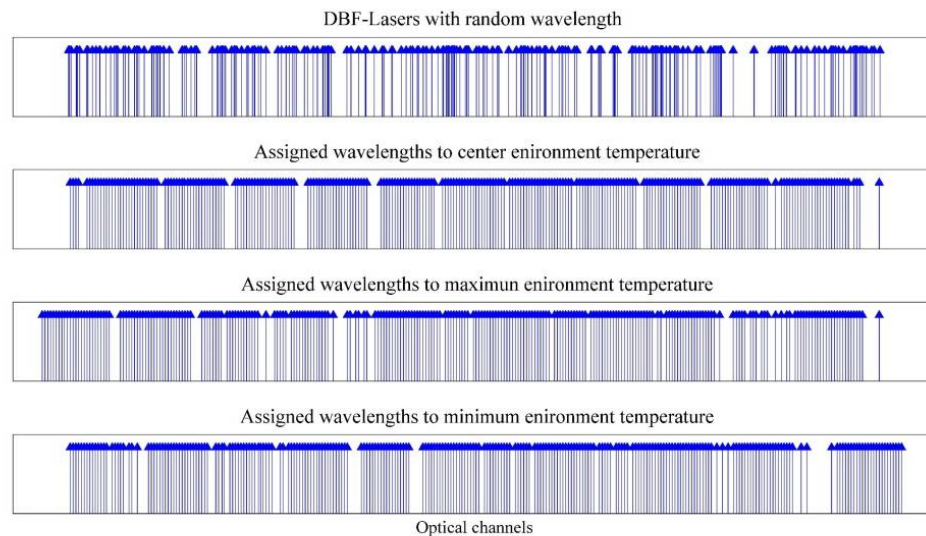 DBF-Lasers with random wavelength
Assigned wavelengths to center enironment temperature
Assigned wavelengths to maximun enironment temperature
Assigned wavelengths to minimum enironment temperature
Optical channels